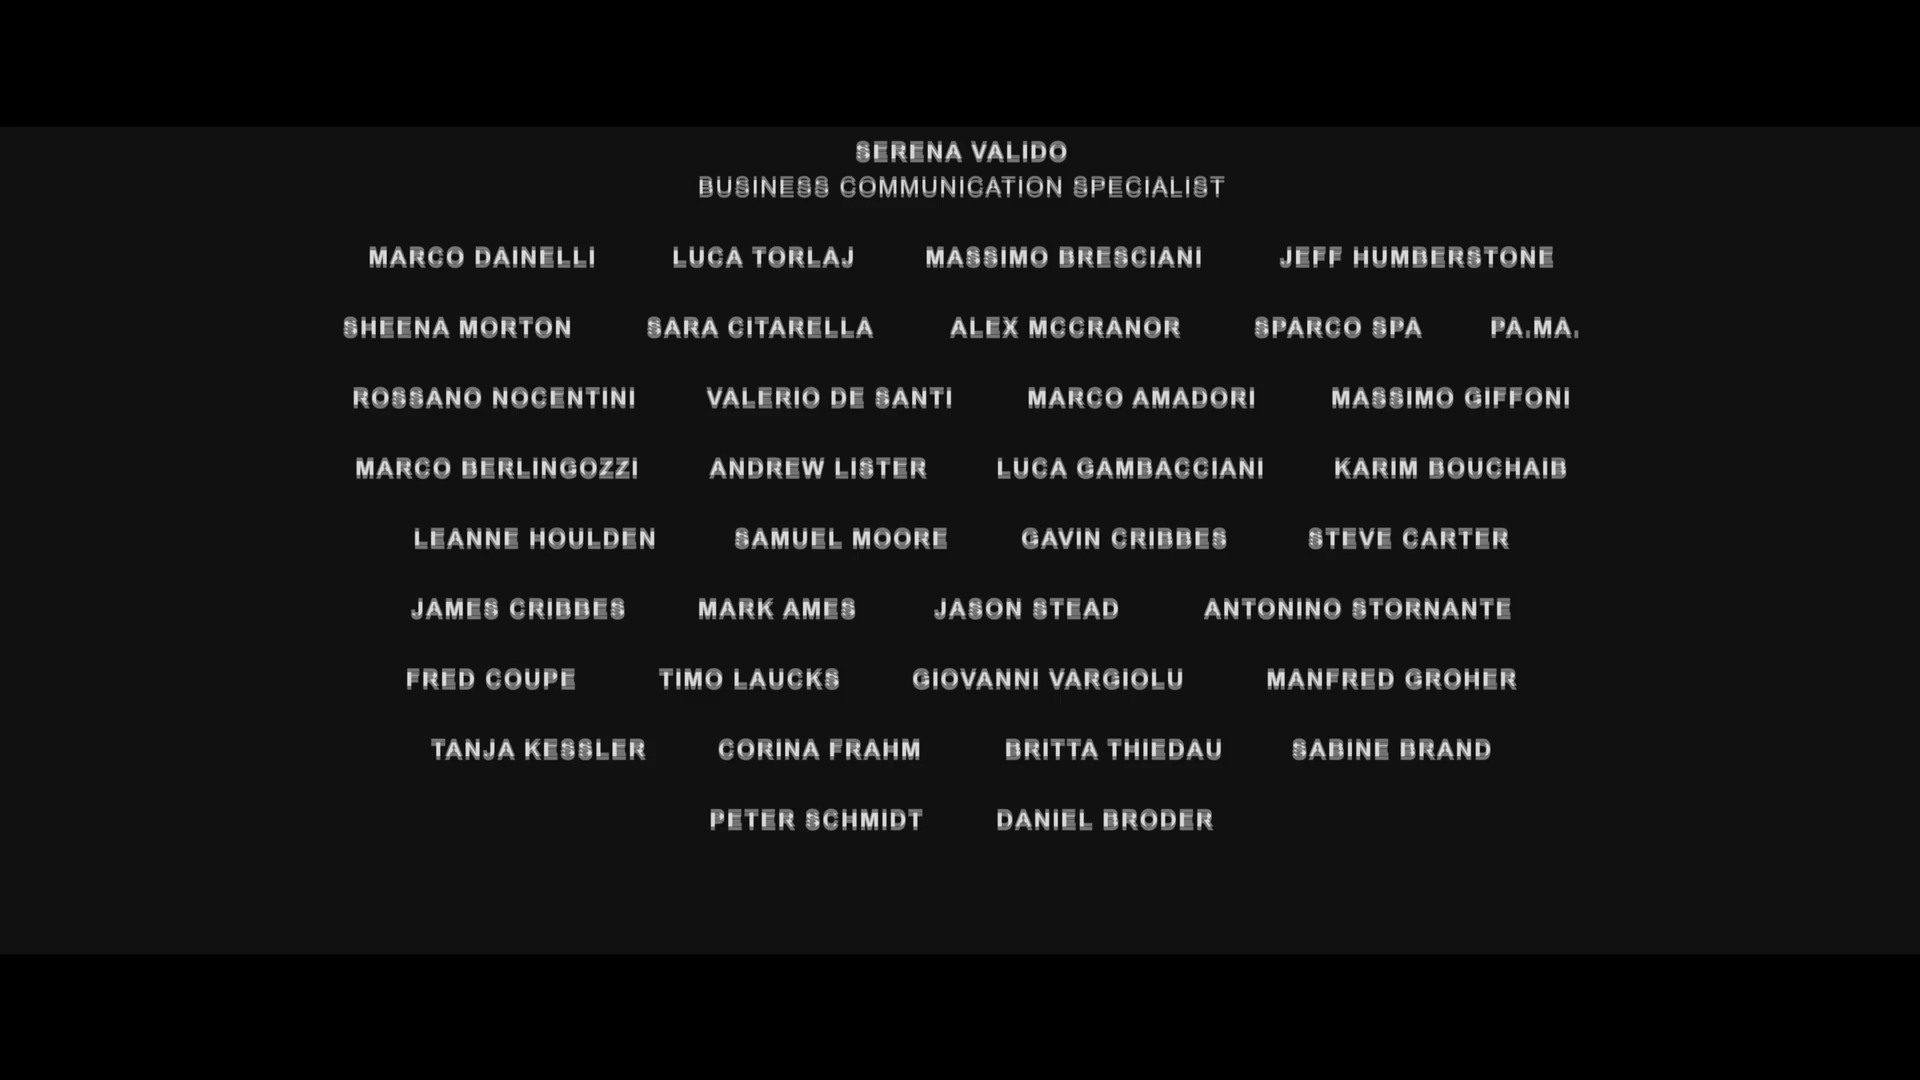 SERENA VALIDO
BUSINESS COMMUNICATION SPECIALIST
MARCO DAINELLI LUCA TORLAJ MASSIMO BRESCIANI JEFF HUMBERSTONE
SHEENA MORTON SARA CITARELLA ALEX MCCRANOR SPARCO SPA PA.MA.
ROSSANO NOCENTINI VALERIO DE SANTI MARCO AMADORI MASSIMO GIFFONI
MARCO BERLINGOZZI ANDREW LISTER LUCA GAMBACCIANI KARIM BOUCHAIB
LEANNE HOULDEN SAMUEL MOORE GAVIN CRIBBES STEVE CARTER
JAMES CRIBBES MARK AMES JASON STEAD ANTONINO STORNANTE
FRED COUPE TIMO LAUCKS GIOVANNI VARGIOLU MANFRED GROHER
TANJA KESSLER CORINA FRAHM BRITTA THIEDAU SABINE BRAND
PETER SCHMIDT DANIEL BRODER